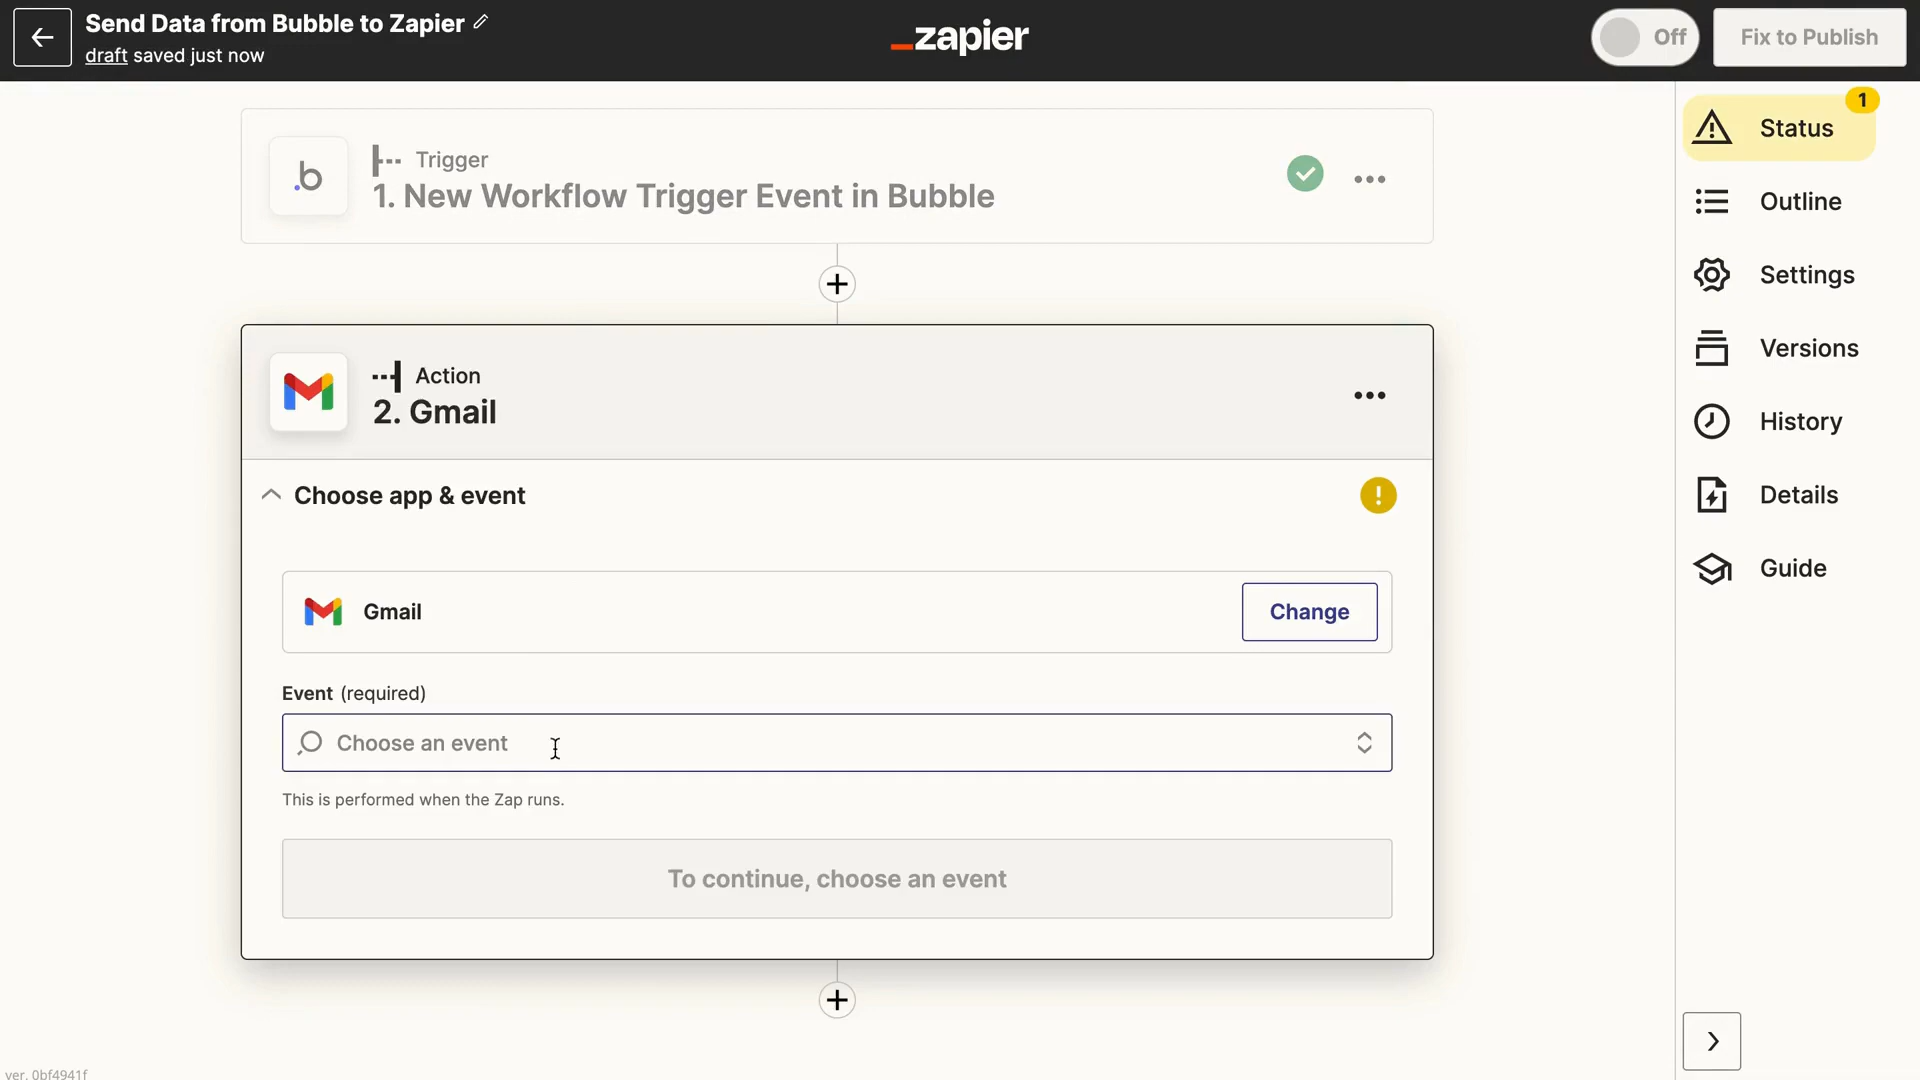 Send Data from Bubble to Zapier
draft saved just now
zapier
Off
Fix to Publish
Trigger
1. New Workflow Trigger Event in Bubble
Action
2. Gmail
Choose app & event
Gmail
Change
Event (required)
Choose an event
This is performed when the Zap runs.
To continue, choose an event
1
Status
Outline
Settings
Versions
History
Details
Guide
ver. 0bf4941f